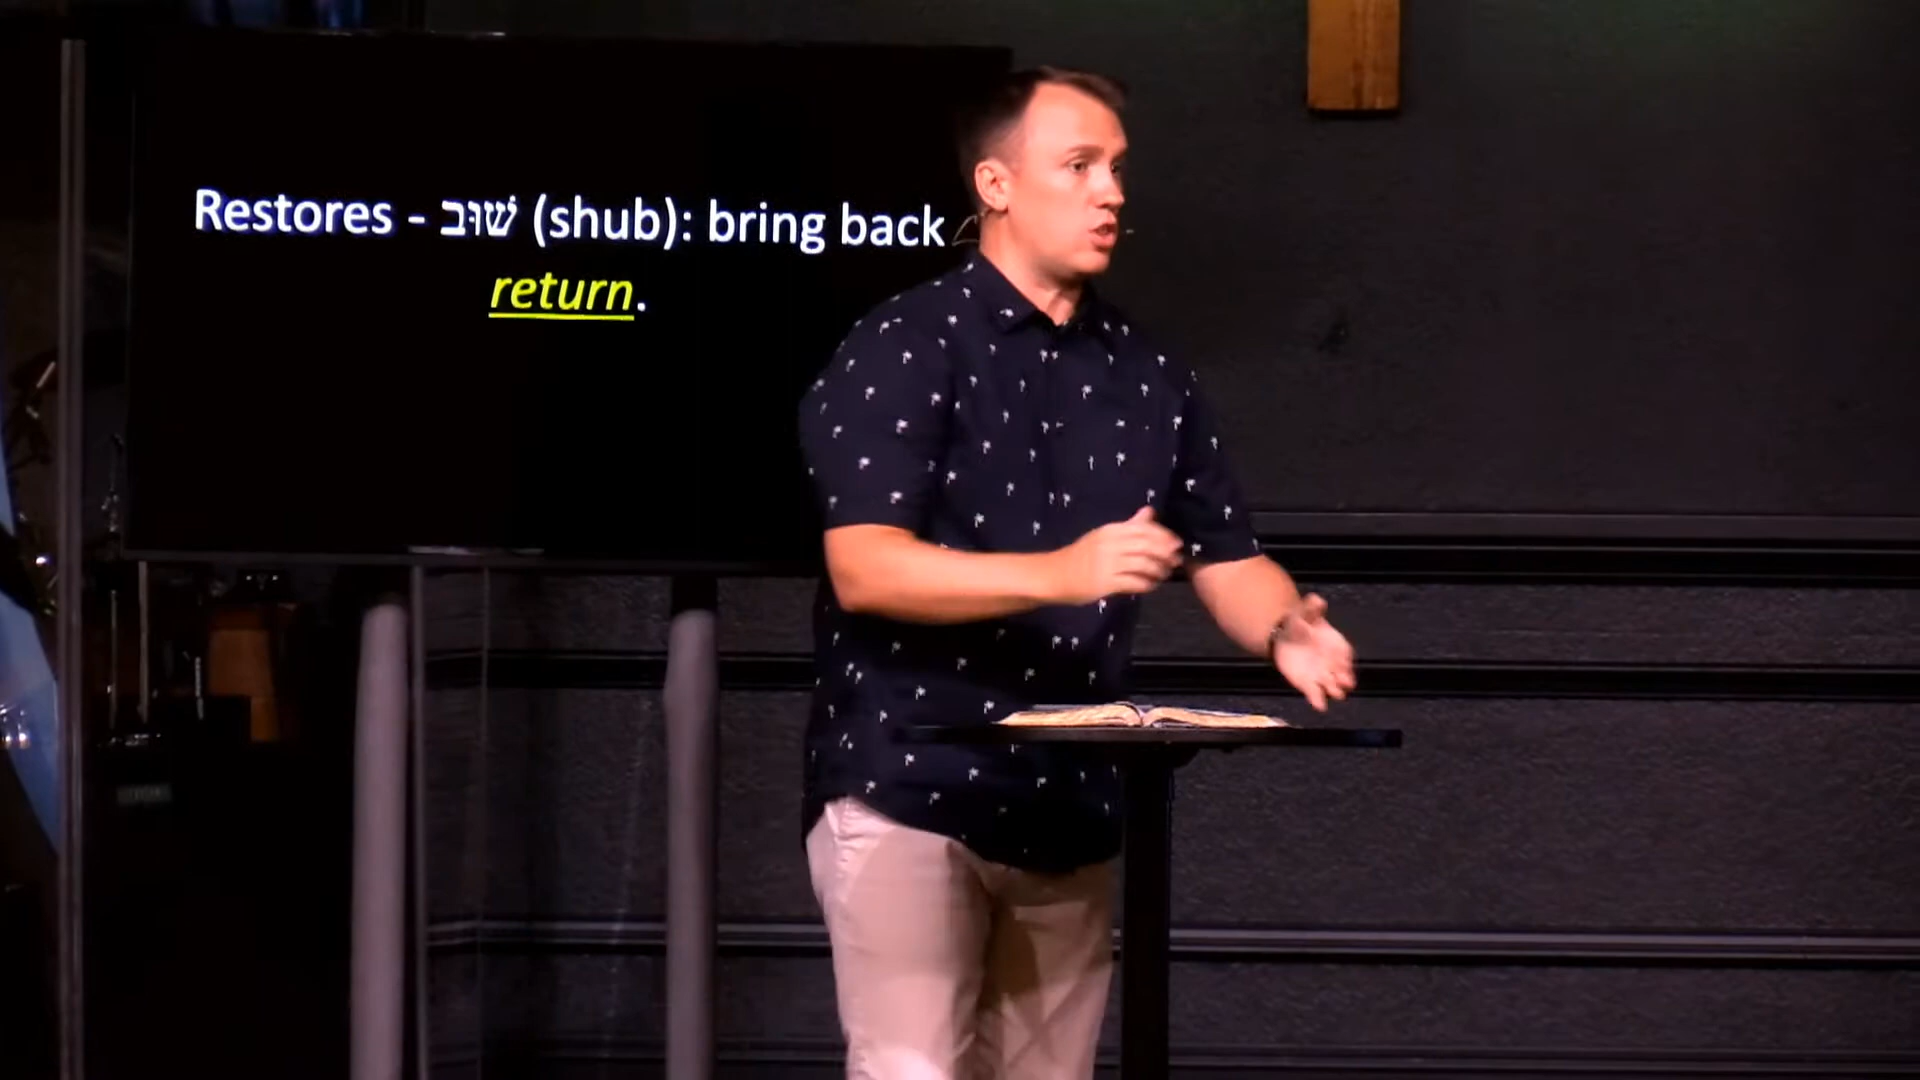 Restores - שׁוּב (shub): bring back
return.